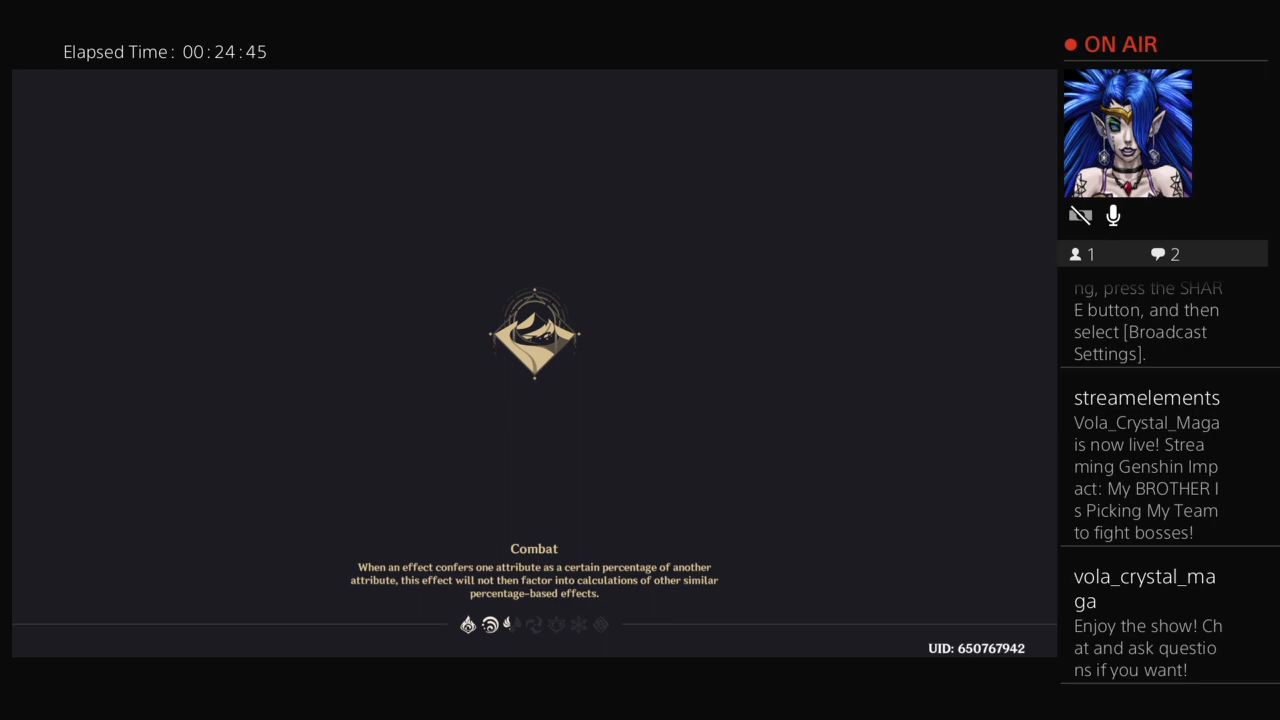 Elapsed Time: 00:24:45
ON AIR
1
2
ng, press the SHAR
E button, and then
select [Broadcast
Settings].
streamelements
Vola_Crystal_Maga
is now live! Strea
ming Genshin Imp
act: My BROTHER I
s Picking My Team
to fight bosses!
vola_crystal_ma
ga
Enjoy the show! Ch
at and ask questio
ns if you want!
Combat
When an effect confers one attribute as a certain percentage of another
attribute, this effect will not then factor into calculations of other similar
percentage-based effects.
UID: 650767942